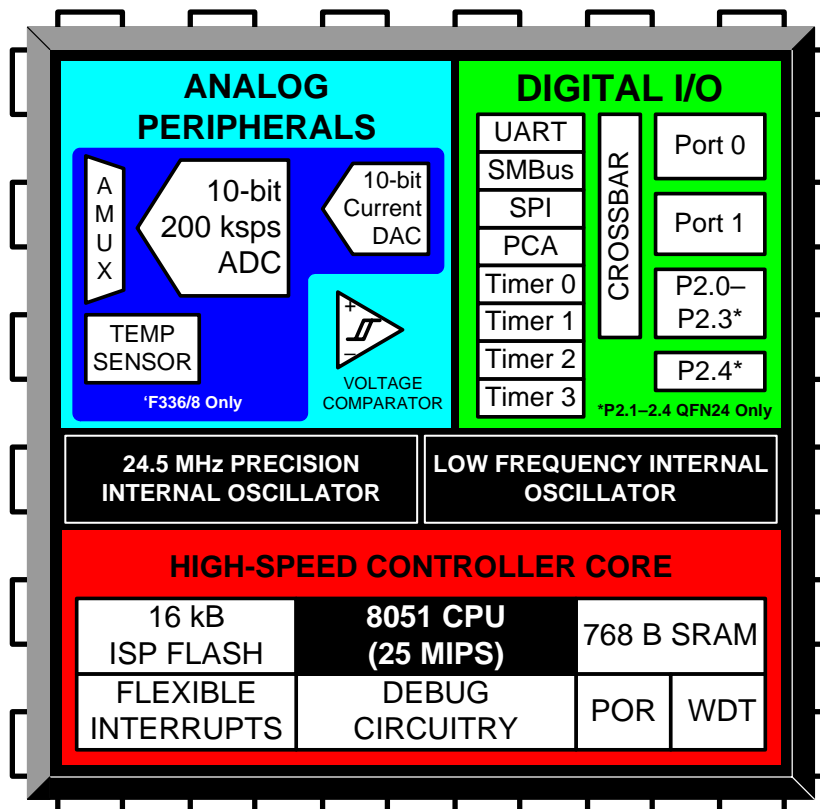 ANALOG
PERIPHERALS
A
M
U
X
10-bit
200 ksps
ADC
10-bit
Current
DAC
TEMP
SENSOR
+
–
VOLTAGE
COMPARATOR
‘F336/8 Only
DIGITAL I/O
UART
SMBus
SPI
PCA
Timer 0
Timer 1
Timer 2
Timer 3
CROSSBAR
Port 0
Port 1
P2.0–
P2.3*
P2.4*
*P2.1–2.4 QFN24 Only
24.5 MHz PRECISION
INTERNAL OSCILLATOR
LOW FREQUENCY INTERNAL
OSCILLATOR
HIGH-SPEED CONTROLLER CORE
16 kB
ISP FLASH
8051 CPU
(25 MIPS)
768 B SRAM
FLEXIBLE
INTERRUPTS
DEBUG
CIRCUITRY
POR
WDT